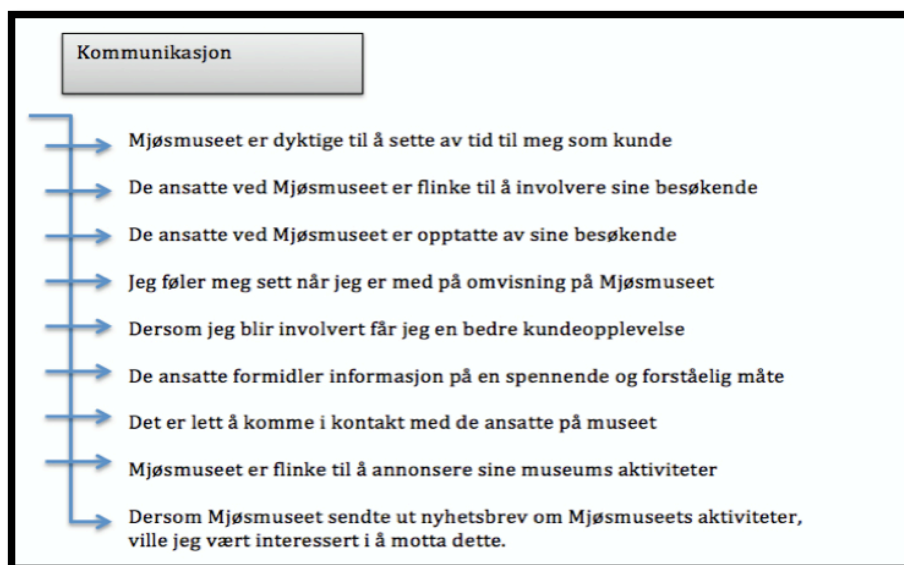 Kommunikasjon
Mjøsmuseet er dyktige til å sette av tid til meg som kunde
De ansatte ved Mjøsmuseet er flinke til å involvere sine besøkende
De ansatte ved Mjøsmuseet er opptatte av sine besøkende
Jeg føler meg sett når jeg er med på omvisning på Mjøsmuseet
Dersom jeg blir involvert får jeg en bedre kundeopplevelse
De ansatte formidler informasjon på en spennende og forståelig måte
Det er lett å komme i kontakt med de ansatte på museet
Mjøsmuseet er flinke til å annonsere sine museums aktiviteter
Dersom Mjøsmuseet sendte ut nyhetsbrev om Mjøsmuseets aktiviteter,
ville jeg vært interessert i å motta dette.